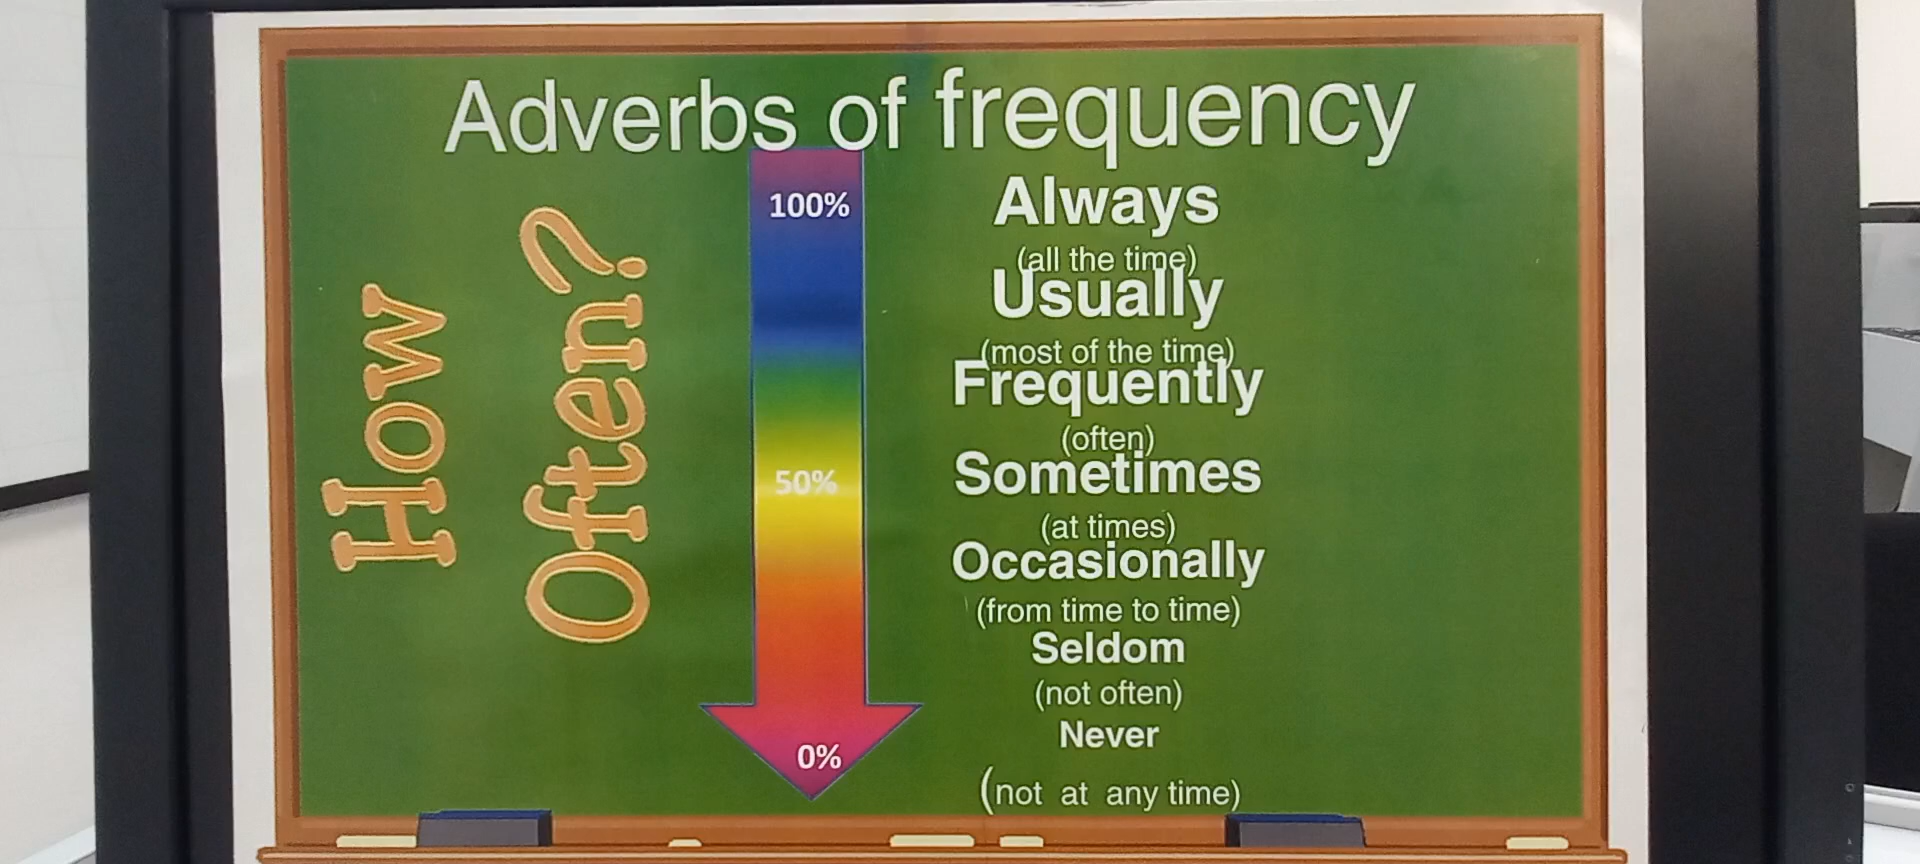 Adverbs of frequency
How
Often?
100%
50%
0%
Always
(all the time)
Usually
(most of the time)
Frequently
(often)
Sometimes
(at times)
Occasionally
(from time to time)
Seldom
(not often)
Never
(not at any time)